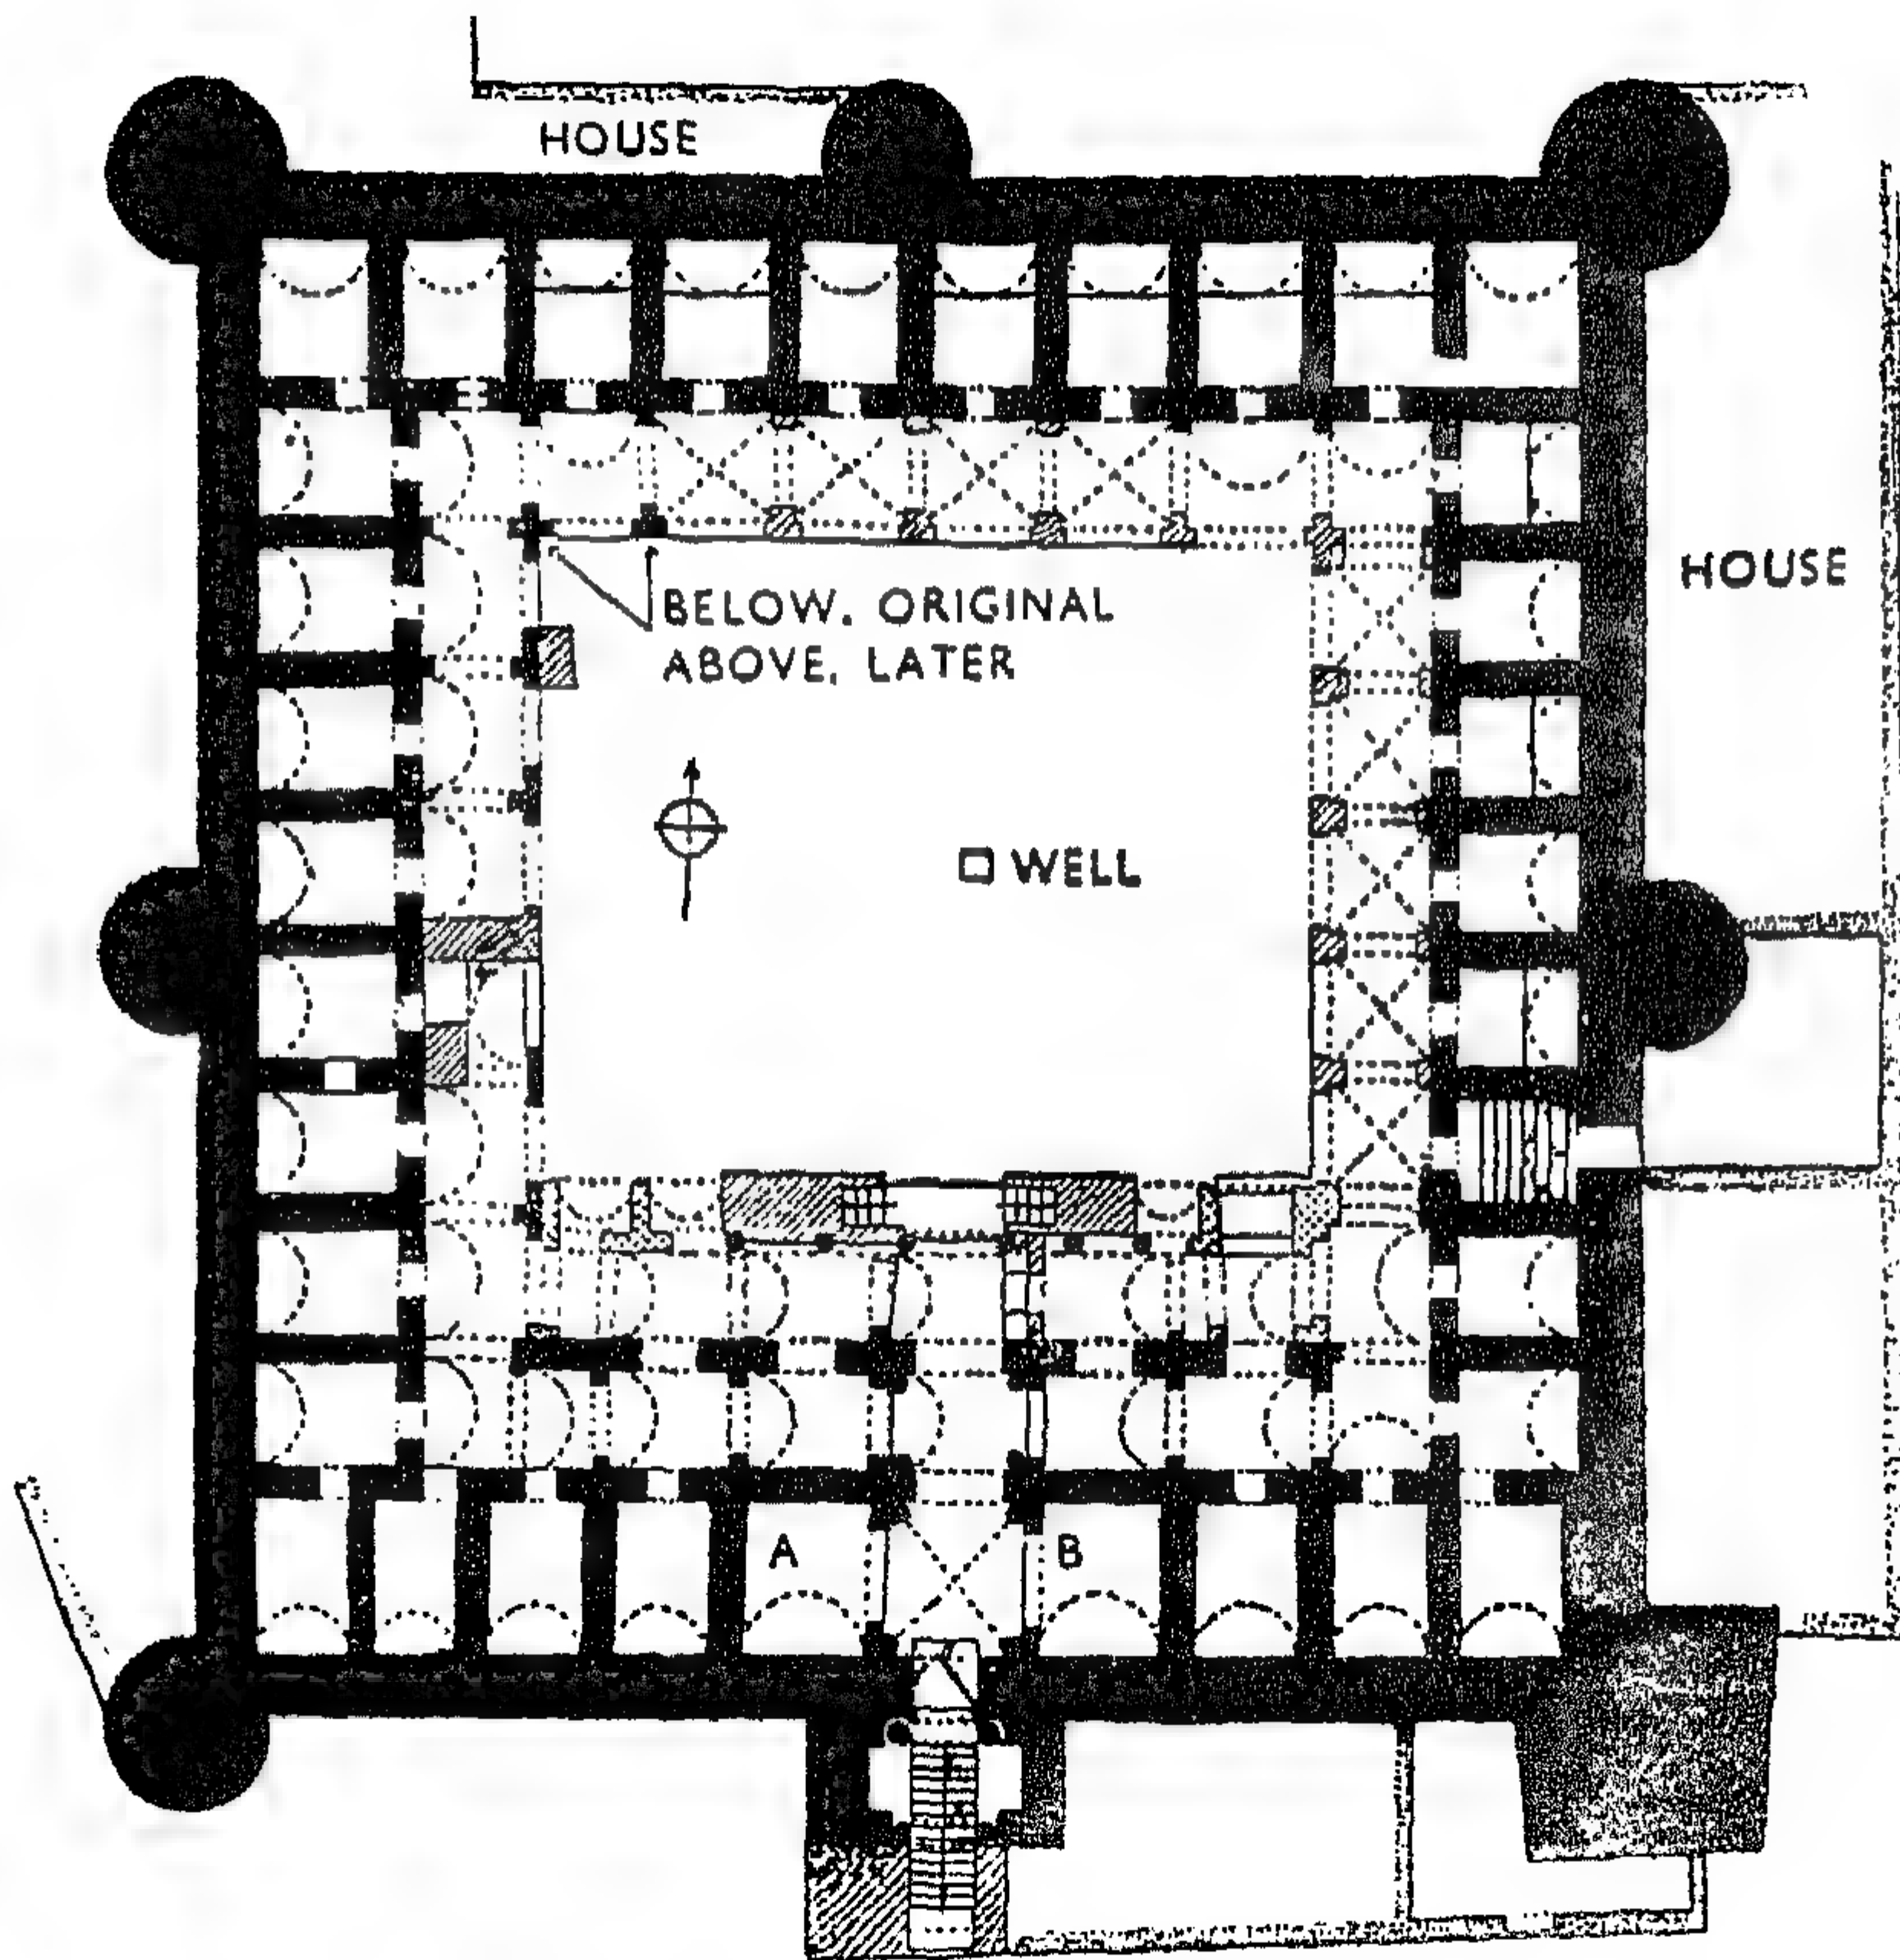 HOUSE
HOUSE
BELOW. ORIGINAL
ABOVE, LATER
WELL
A
B